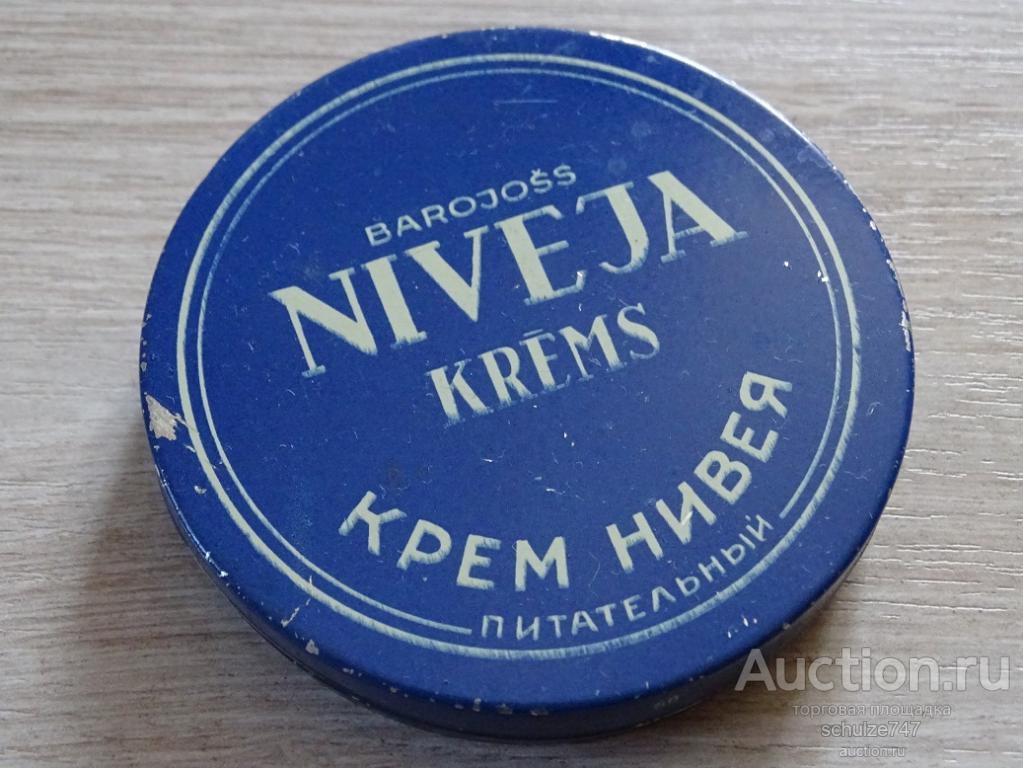 BAROJOŠS
NIVEJA
KRĒMS
КРЕМ НИВЕЯ
ПИТАТЕЛЬНЫЙ
Auction.ru
торговая площадка
schulze747
auction.ru